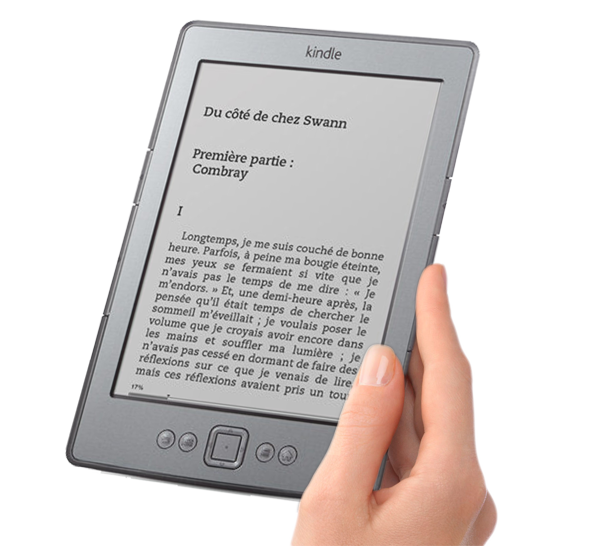 kindle
Du côté de chez Swann
Première partie :
Combray
I
Longtemps, je me suis couché de bonne
heure. Parfois, à peine ma bougie éteinte,
mes yeux se fermaient si vite que je
n'avais pas le temps de me dire : « Je
m'endors. » Et, une demi-heure après, la
pensée qu'il était temps de chercher le
sommeil m'éveillait ; je voulais poser le
volume que je croyais avoir encore dans
les mains et souffler ma lumière ; je
n'avais pas cessé en dormant de faire des
réflexions sur ce que je venais de lire,
mais ces réflexions avaient pris un tou
17%